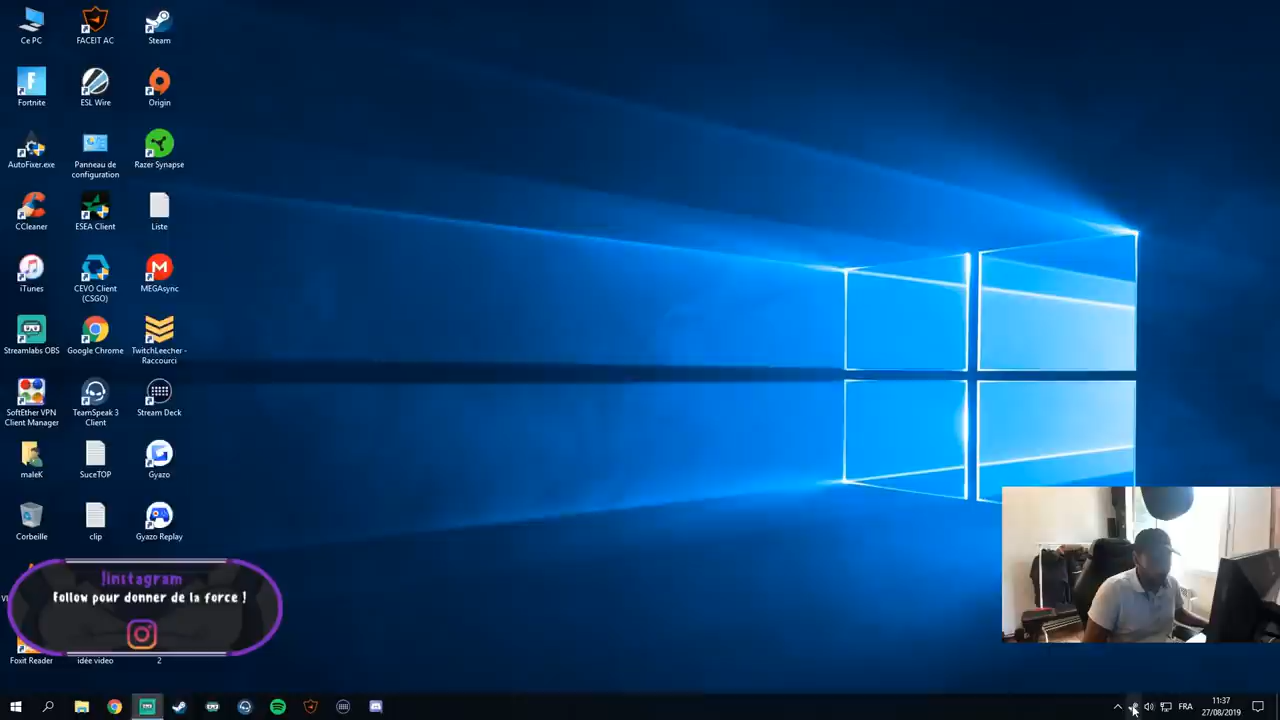 Ce PC
FACEIT AC
Steam
Fortnite
ESL Wire
Origin
AutoFixer.exe
Panneau de
configuration
Razer Synapse
CCleaner
ESEA Client
Liste
iTunes
CEVO Client
(CSGO)
MEGAsync
Streamlabs OBS
Google Chrome
TwitchLeecher -
Raccourci
SoftEther VPN
Client Manager
TeamSpeak 3
Client
Stream Deck
maleK
SuceTOP
Gyazo
Corbeille
clip
Gyazo Replay
!instagram
Follow pour donner de la force !
Foxit Reader
idée video
2
FRA
11:37
27/08/2019